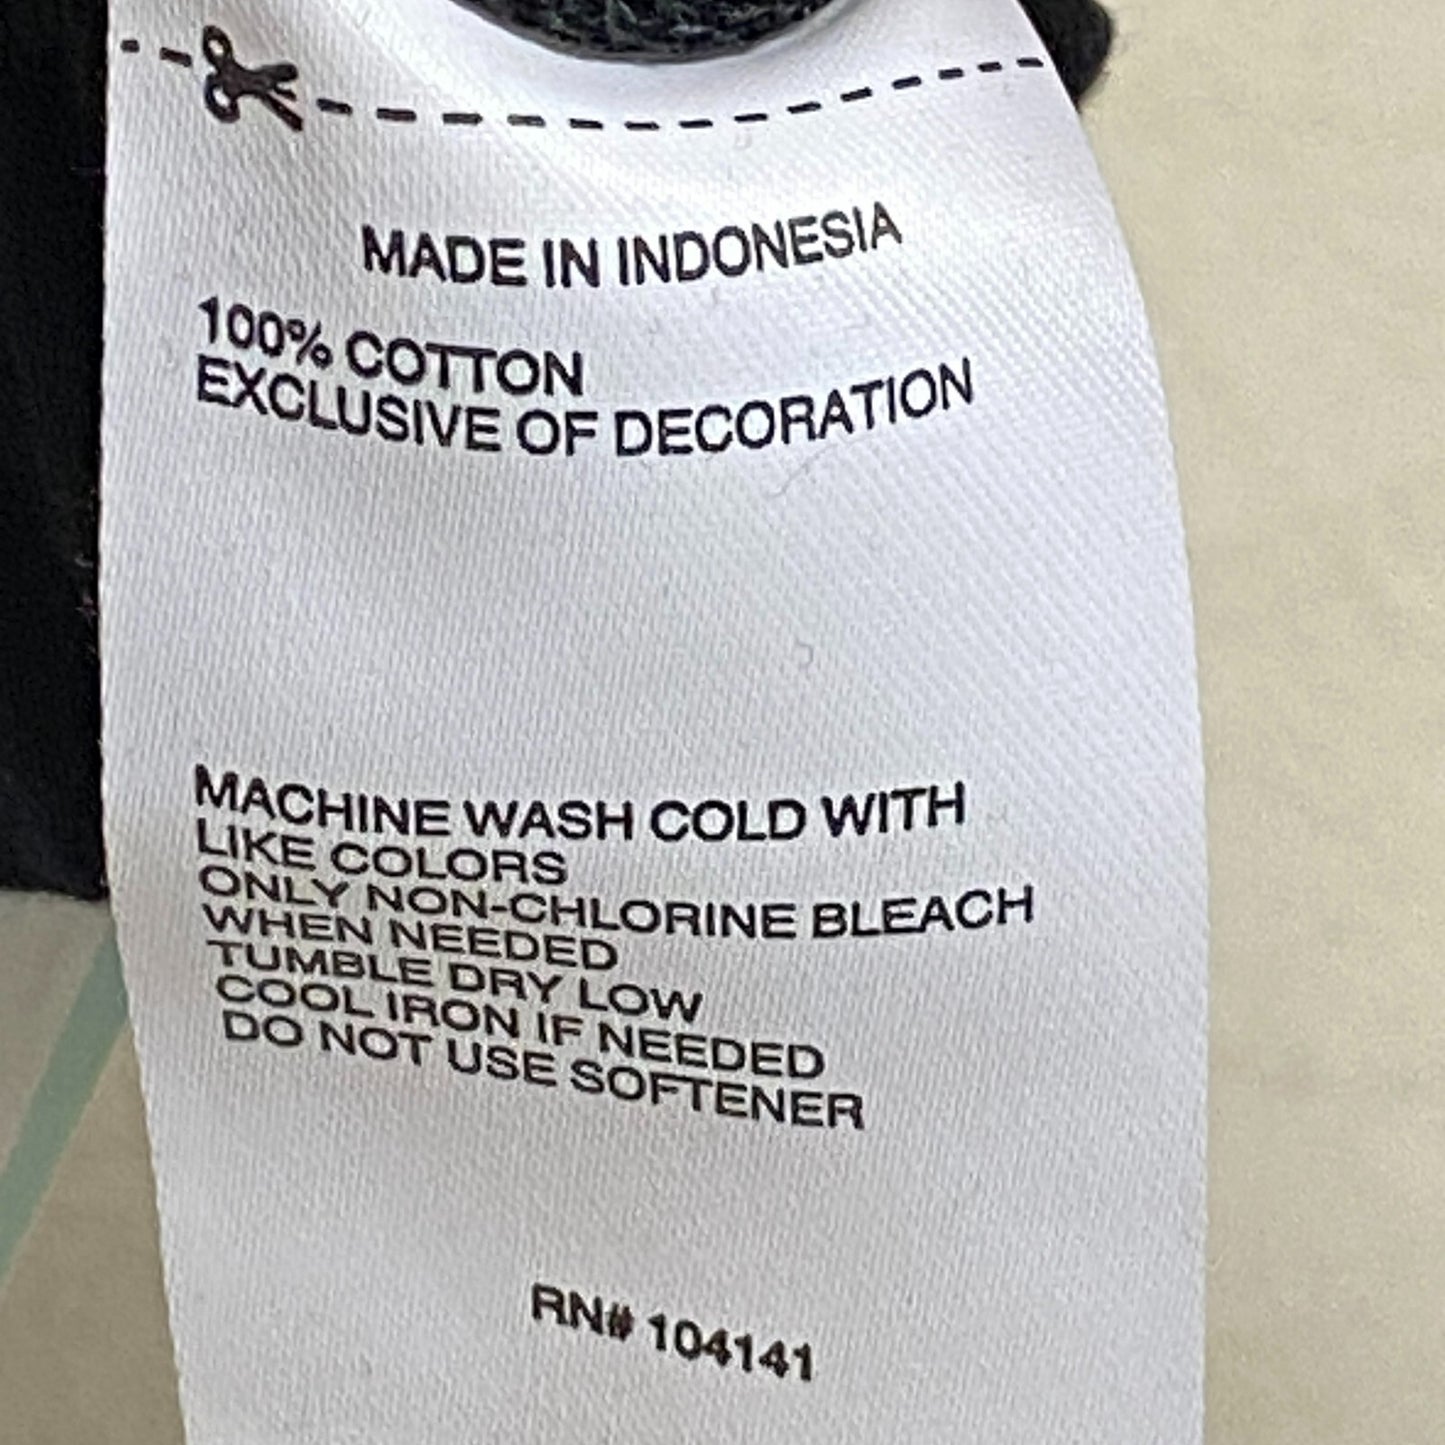 MADE IN INDONESIA
100% COTTON
EXCLUSIVE OF DECORATION
MACHINE WASH COLD WITH
LIKE COLORS
ONLY NON-CHLORINE BLEACH
WHEN NEEDED
TUMBLE DRY LOW
COOL IRON IF NEEDED
DO NOT USE SOFTENER
RN# 104141